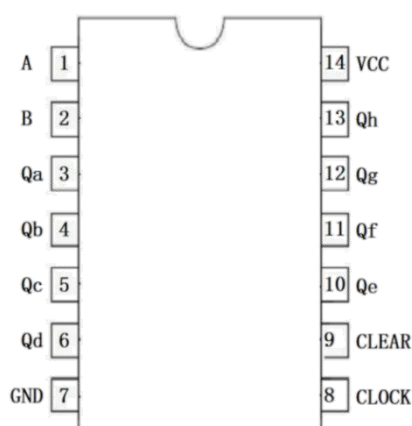 A 1 14 VCC
B 2 13 Qh
Qa 3 12 Qg
Qb 4 11 Qf
Qc 5 10 Qe
Qd 6 9 CLEAR
GND 7 8 CLOCK